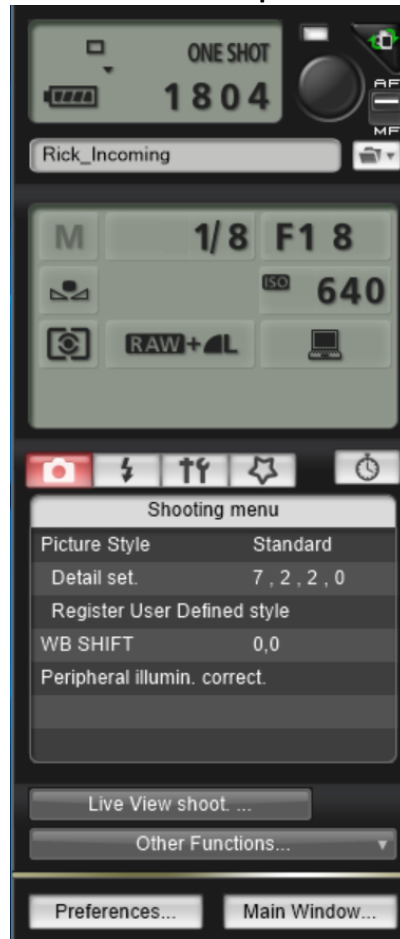 ONE SHOT
1804
AF
MF
Rick_Incoming
M 1/8 F18
ISO 640
RAW+L
Shooting menu
Picture Style Standard
Detail set. 7 , 2 , 2 , 0
Register User Defined style
WB SHIFT 0,0
Peripheral illumin. correct.
Live View shoot. ...
Other Functions...
Preferences... Main Window...